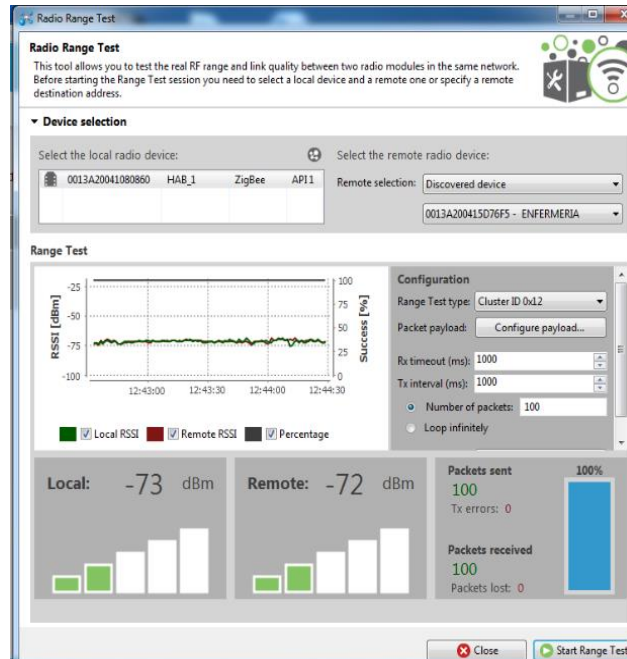 Radio Range Test
Radio Range Test
This tool allows you to test the real RF range and link quality between two radio modules in the same network.
Before starting the Range Test session you need to select a local device and a remote one or specify a remote
destination address.
Device selection
Select the local radio device:
0013A20041080860 HAB_1 ZigBee API 1
Select the remote radio device:
Remote selection: Discovered device
0013A200415D76F5 - ENFERMERIA
Range Test
RSSI [dBm]
-25
-50
-75
-100
100
75
50
25
0
Success [%]
12:43:00 12:43:30 12:44:00 12:44:30
Local RSSI Remote RSSI Percentage
Configuration
Range Test type: Cluster ID 0x12
Packet payload: Configure payload...
Rx timeout (ms): 1000
Tx interval (ms): 1000
Number of packets: 100
Loop infinitely
Local: -73 dBm
Remote: -72 dBm
Packets sent
100
Tx errors: 0
Packets received
100
Packets lost: 0
100%
Close
Start Range Test